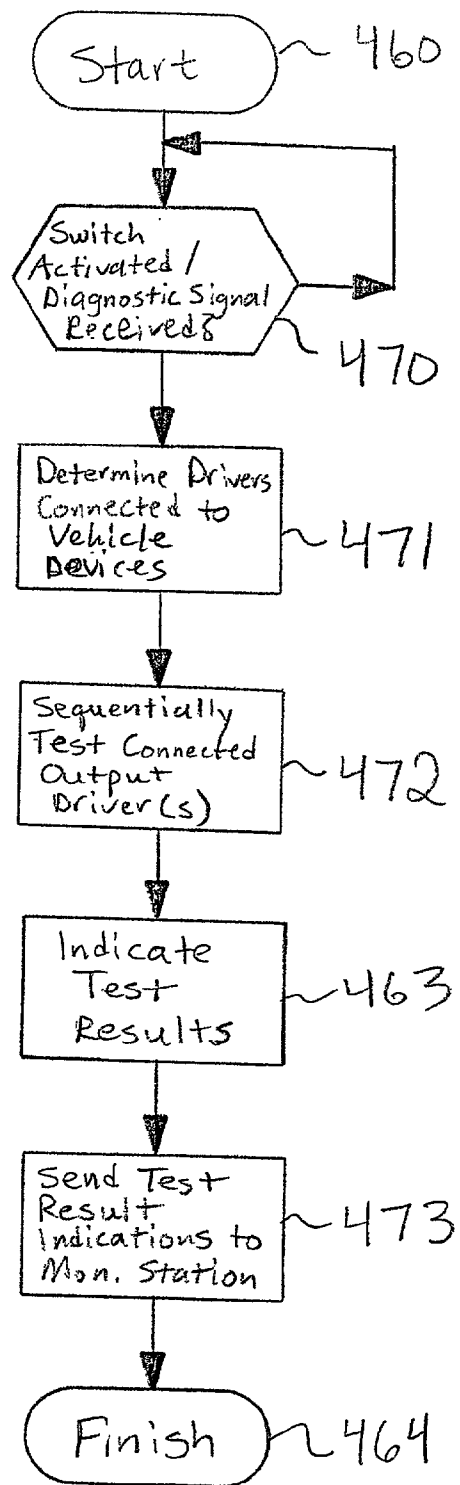 Start
460
Switch
Activated /
Diagnostic Signal
Received?
470
Determine Drivers
Connected to
Vehicle
Devices
471
Sequentially
Test Connected
Output
Driver(s)
472
Indicate
Test
Results
463
Send Test
Result
Indications to
Mon. Station
473
Finish
464